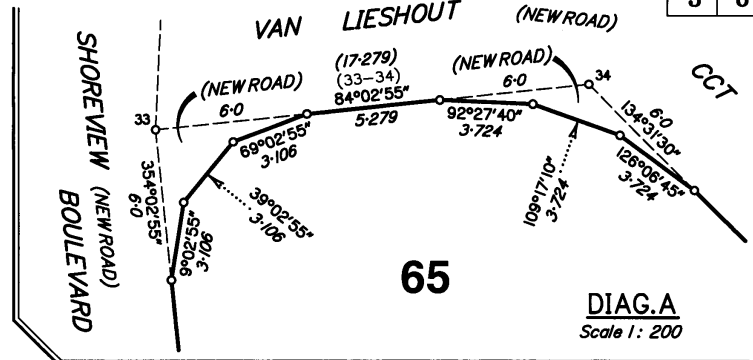 VAN LIESHOUT
(NEW ROAD)
CCT
SHOREVIEW (NEW ROAD)
BOULEVARD
(17·279)
(33-34)
84°02'55"
5·279
(NEW ROAD)
6·0
(NEW ROAD)
6·0
33
34
354°02'55"
6·0
9°02'55"
3·106
39°02'55"
3·106
69°02'55"
3·106
92°27'40"
3·724
109°17'10"
3·724
126°06'45"
3·724
134°31'30"
6·0
65
DIAG.A
Scale 1: 200